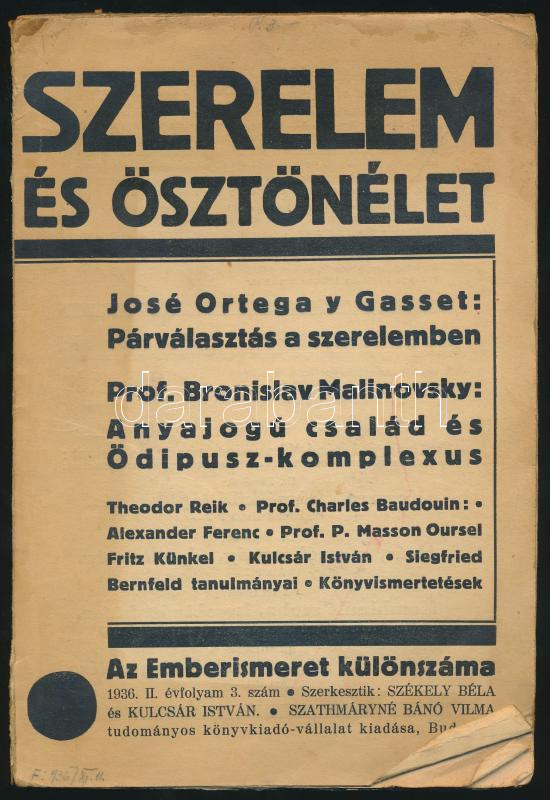 SZERELEM
ÉS ÖSZTÖNÉLET
José Ortega y Gasset:
Párválasztás a szerelemben
Prof. Bronislav Malinovsky:
darabanth
Anyajogú család és
Ödipusz-komplexus
Theodor Reik • Prof. Charles Baudouin: •
Alexander Ferenc • Prof. P. Masson Oursel
Fritz Künkel • Kulcsár István • Siegfried
Bernfeld tanulmányai • Könyvismertetések
Az Emberismeret különszáma
1936. II. évfolyam 3. szám • Szerkesztik: SZÉKELY BÉLA
és KULCSÁR ISTVÁN. • SZATHMÁRYNÉ BÁNÓ VILMA
tudományos könyvkiadó-vállalat kiadása,